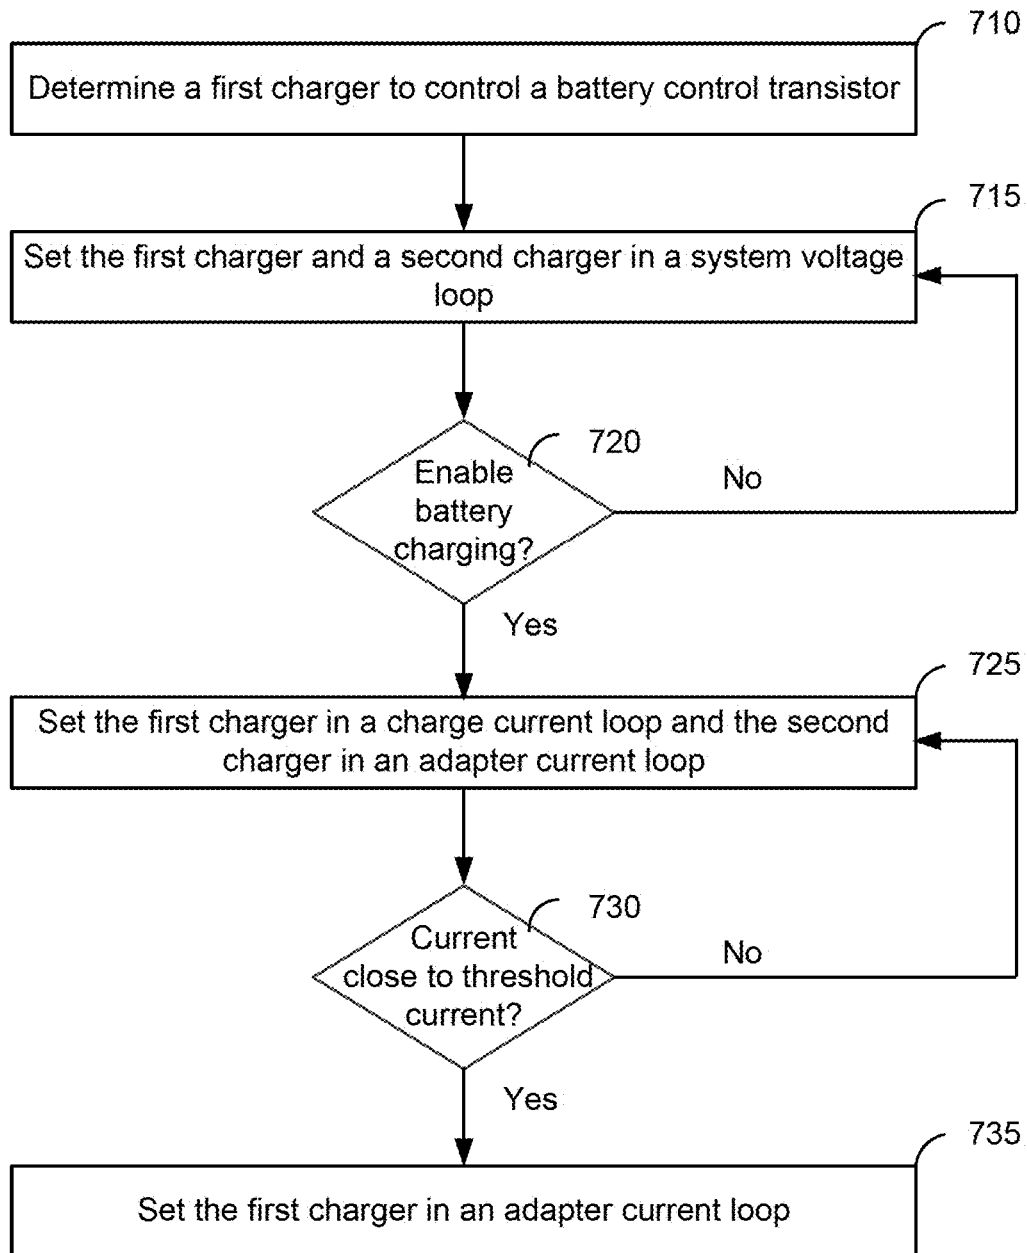 710
Determine a first charger to control a battery control transistor
715
Set the first charger and a second charger in a system voltage
loop
720
Enable
battery
charging?
No
Yes
725
Set the first charger in a charge current loop and the second
charger in an adapter current loop
730
Current
close to threshold
current?
No
Yes
735
Set the first charger in an adapter current loop